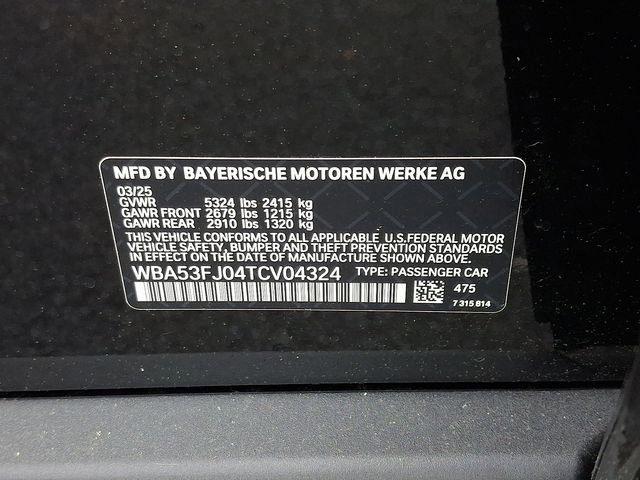 MFD BY BAYERISCHE MOTOREN WERKE AG
03/25
GVWR 5324 lbs 2415 kg
GAWR FRONT 2679 lbs 1215 kg
GAWR REAR 2910 lbs 1320 kg
THIS VEHICLE CONFORMS TO ALL APPLICABLE U.S.FEDERAL MOTOR
VEHICLE SAFETY, BUMPER AND THEFT PREVENTION STANDARDS
IN EFFECT ON THE DATE OF MANUFACTURE SHOWN ABOVE.
WBA53FJ04TCV04324 TYPE: PASSENGER CAR
475
7 315 814